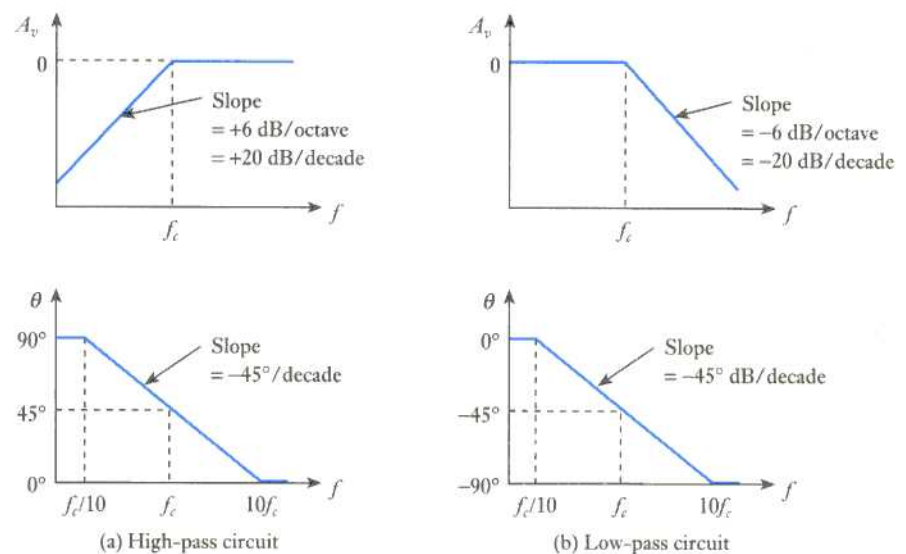 A_v
0
Slope
= +6 dB/octave
= +20 dB/decade
f_c
f
A_v
0
Slope
= –6 dB/octave
= –20 dB/decade
f_c
f
θ
90°
Slope
= –45°/decade
45°
0°
f_c/10
f_c
10f_c
f
(a) High-pass circuit
θ
0°
Slope
= –45° dB/decade
–45°
–90°
f_c/10
f_c
10f_c
f
(b) Low-pass circuit